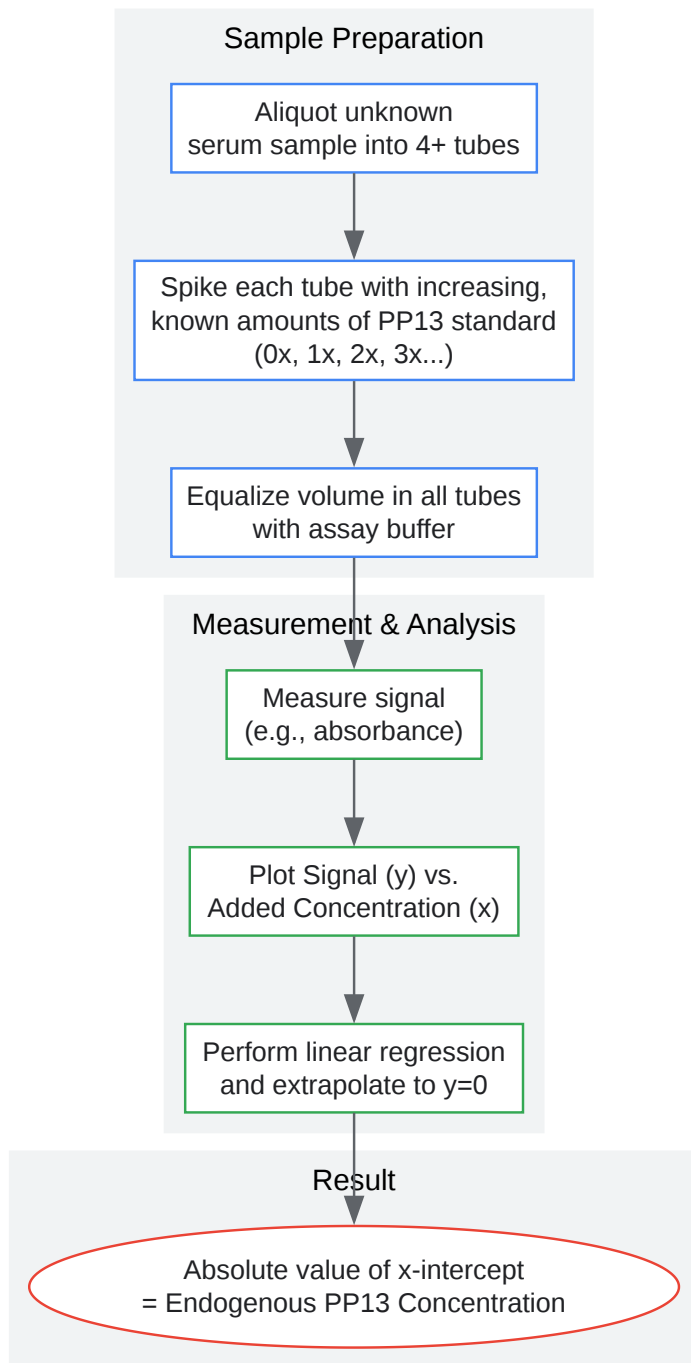 Sample Preparation
Aliquot unknown
serum sample into 4+ tubes
Spike each tube with increasing,
known amounts of PP13 standard
(0x, 1x, 2x, 3x...)
Equalize volume in all tubes
with assay buffer
Measurement & Analysis
Measure signal
(e.g., absorbance)
Plot Signal (y) vs.
Added Concentration (x)
Perform linear regression
and extrapolate to y=0
Result
Absolute value of x-intercept
= Endogenous PP13 Concentration